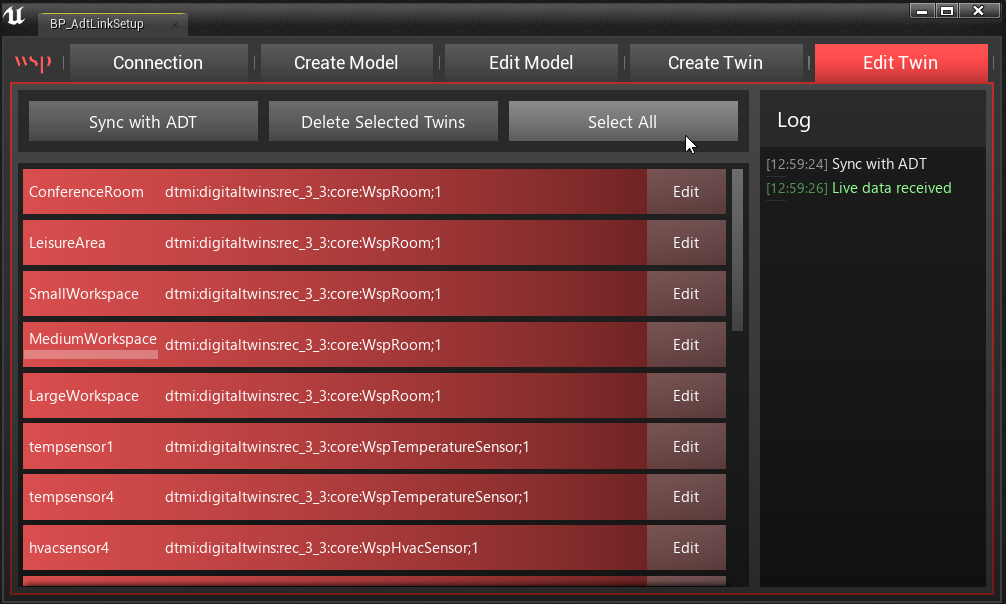 BP_AdtLinkSetup
wsp Connection Create Model Edit Model Create Twin Edit Twin
Sync with ADT Delete Selected Twins Select All
ConferenceRoom dtmi:digitaltwins:rec_3_3:core:WspRoom;1 Edit
LeisureArea dtmi:digitaltwins:rec_3_3:core:WspRoom;1 Edit
SmallWorkspace dtmi:digitaltwins:rec_3_3:core:WspRoom;1 Edit
MediumWorkspace dtmi:digitaltwins:rec_3_3:core:WspRoom;1 Edit
LargeWorkspace dtmi:digitaltwins:rec_3_3:core:WspRoom;1 Edit
tempsensor1 dtmi:digitaltwins:rec_3_3:core:WspTemperatureSensor;1 Edit
tempsensor4 dtmi:digitaltwins:rec_3_3:core:WspTemperatureSensor;1 Edit
hvacsensor4 dtmi:digitaltwins:rec_3_3:core:WspHvacSensor;1 Edit
Log
[12:59:24] Sync with ADT
[12:59:26] Live data received